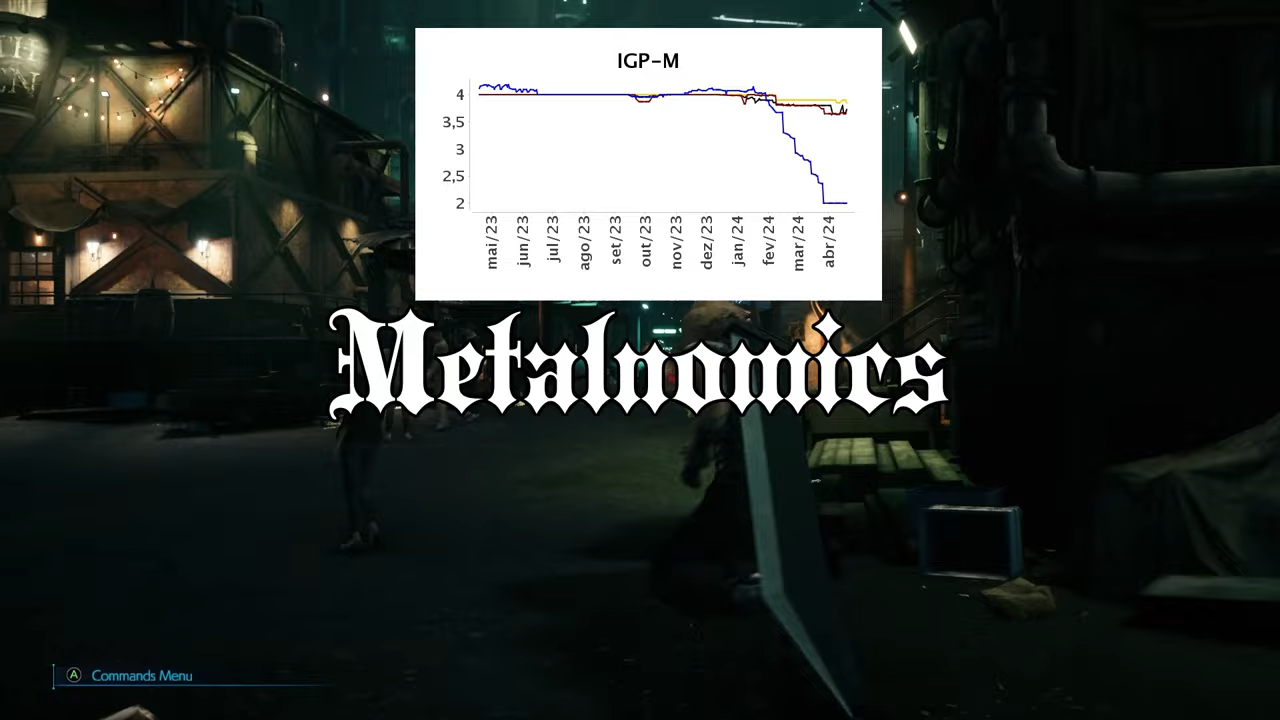 IGP-M
4
3,5
3
2,5
2
mai/23 jun/23 jul/23 ago/23 set/23 out/23 nov/23 dez/23 jan/24 fev/24 mar/24 abr/24
Metalnomics
A Commands Menu